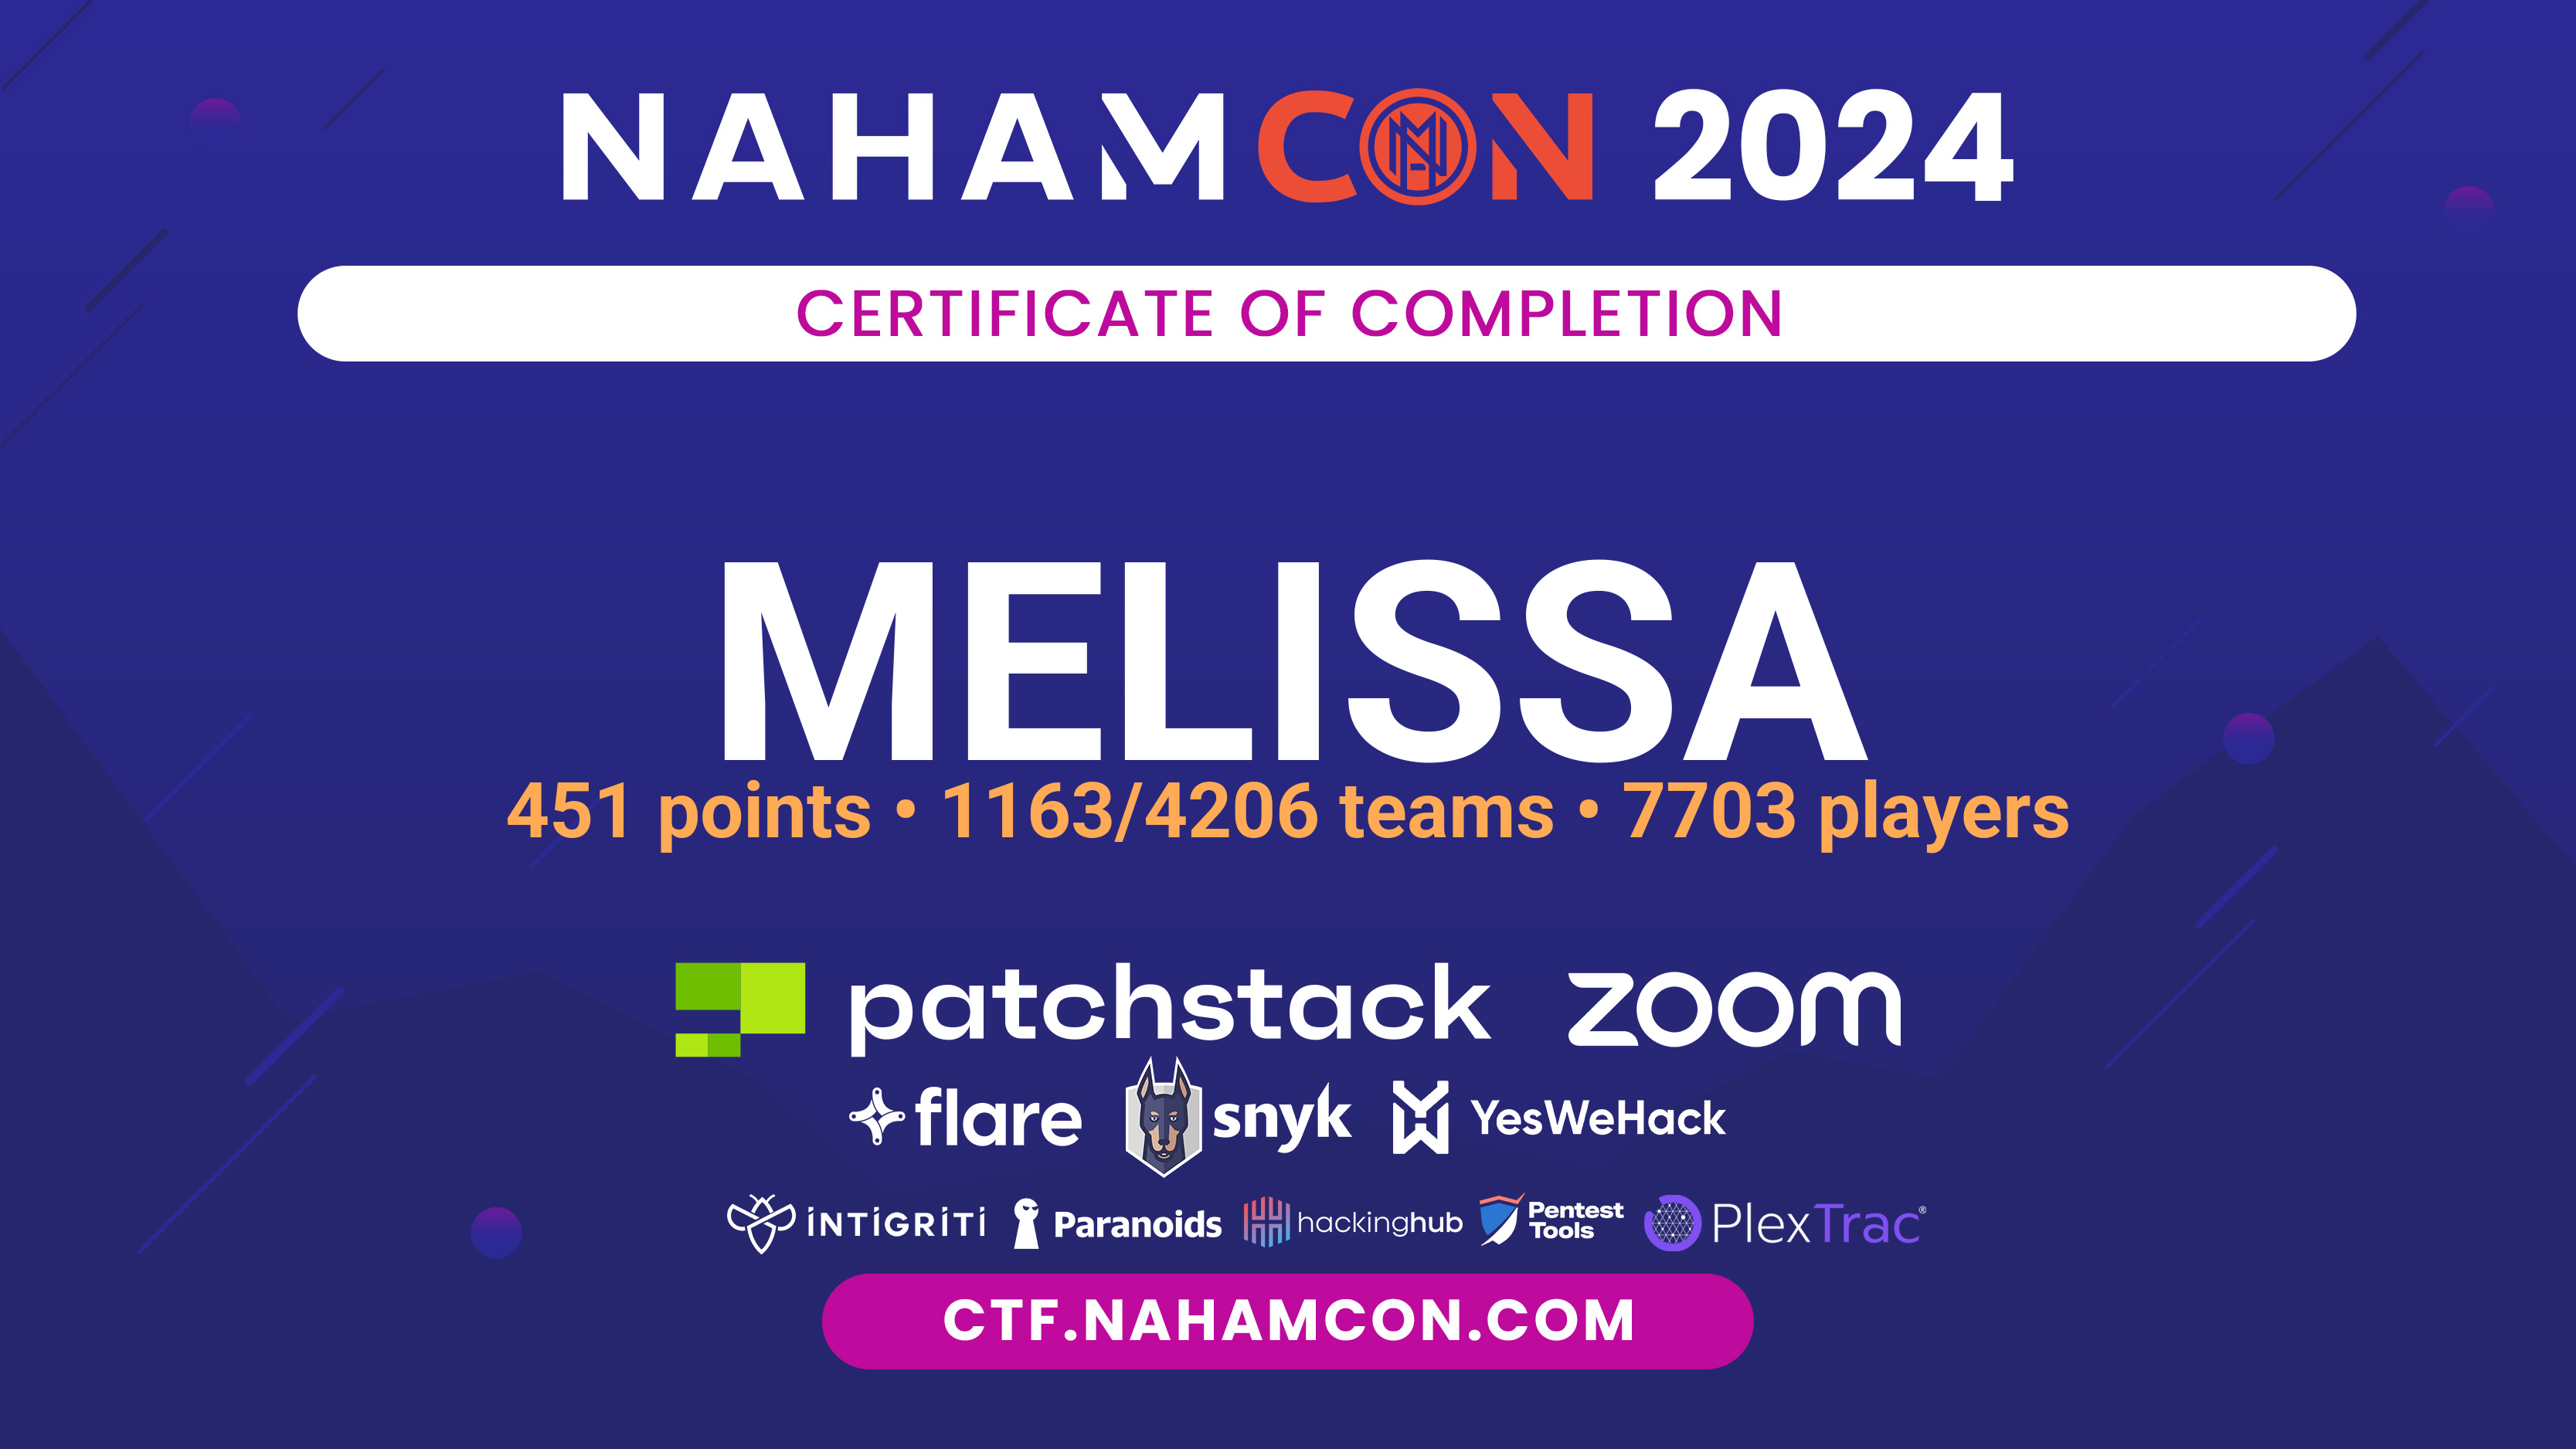 NAHAMCON 2024
CERTIFICATE OF COMPLETION
MELISSA
451 points • 1163/4206 teams • 7703 players
patchstack zoom
flare snyk YesWeHack
INTIGRITI Paranoids hackinghub Pentest Tools PlexTrac®
CTF.NAHAMCON.COM